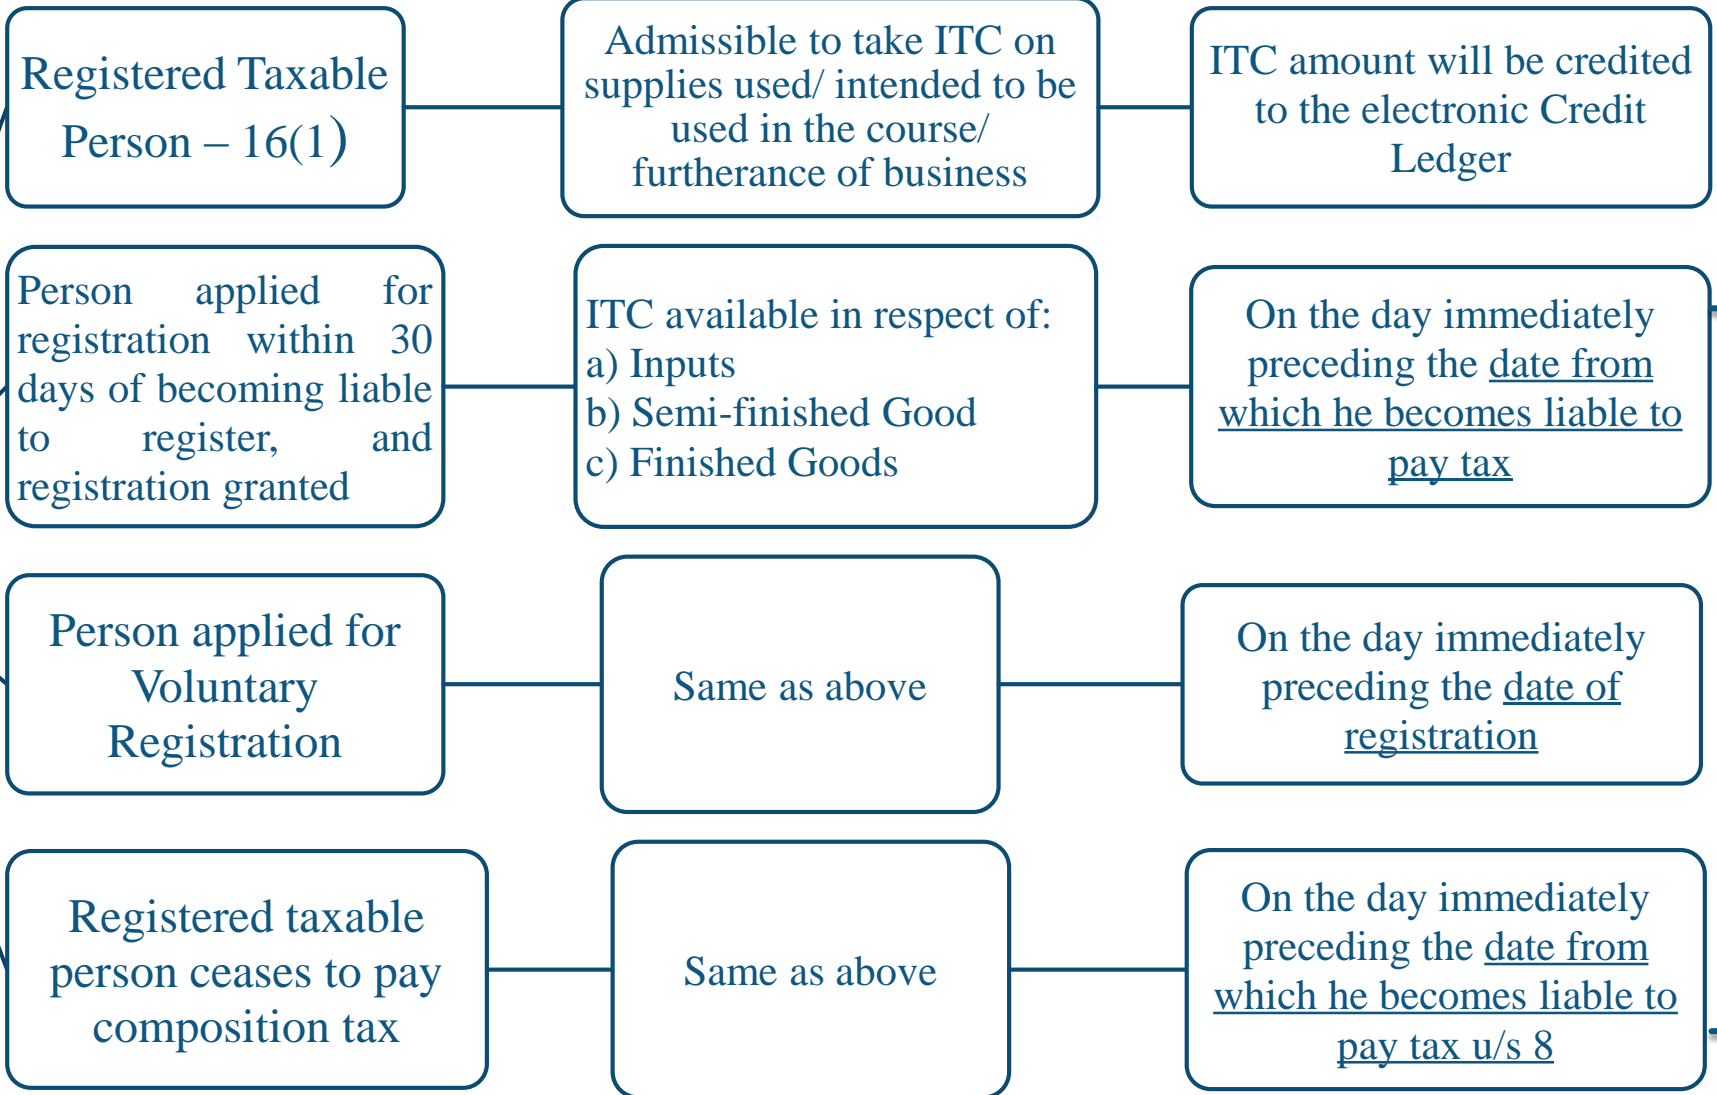 Registered Taxable
Person – 16(1)
Admissible to take ITC on
supplies used/ intended to be
used in the course/
furtherance of business
ITC amount will be credited
to the electronic Credit
Ledger
Person applied for
registration within 30
days of becoming liable
to register, and
registration granted
ITC available in respect of:
a) Inputs
b) Semi-finished Good
c) Finished Goods
On the day immediately
preceding the date from
which he becomes liable to
pay tax
Person applied for
Voluntary
Registration
Same as above
On the day immediately
preceding the date of
registration
Registered taxable
person ceases to pay
composition tax
Same as above
On the day immediately
preceding the date from
which he becomes liable to
pay tax u/s 8